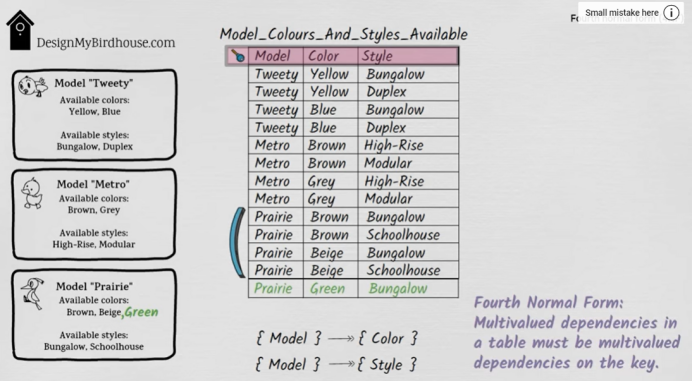 Small mistake here
Fo
DesignMyBirdhouse.com
Model "Tweety"
Available colors:
Yellow, Blue
Available styles:
Bungalow, Duplex
Model "Metro"
Available colors:
Brown, Grey
Available styles:
High-Rise, Modular
Model "Prairie"
Available colors:
Brown, Beige,Green
Available styles:
Bungalow, Schoolhouse
Model_Colours_And_Styles_Available
Model Color Style
Tweety Yellow Bungalow
Tweety Yellow Duplex
Tweety Blue Bungalow
Tweety Blue Duplex
Metro Brown High-Rise
Metro Brown Modular
Metro Grey High-Rise
Metro Grey Modular
Prairie Brown Bungalow
Prairie Brown Schoolhouse
Prairie Beige Bungalow
Prairie Beige Schoolhouse
Prairie Green Bungalow
{ Model } ->> { Color }
{ Model } ->> { Style }
Fourth Normal Form:
Multivalued dependencies in
a table must be multivalued
dependencies on the key.